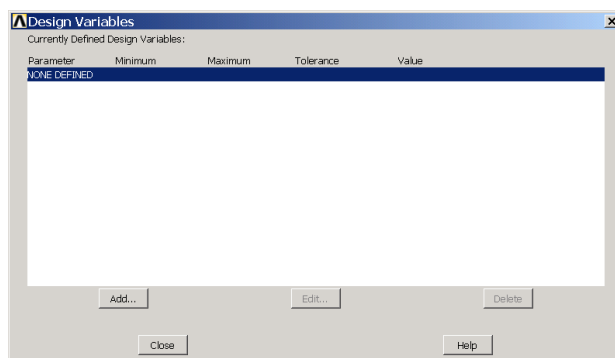 Design Variables
Currently Defined Design Variables:
Parameter Minimum Maximum Tolerance Value
NONE DEFINED
Add... Edit... Delete
Close Help